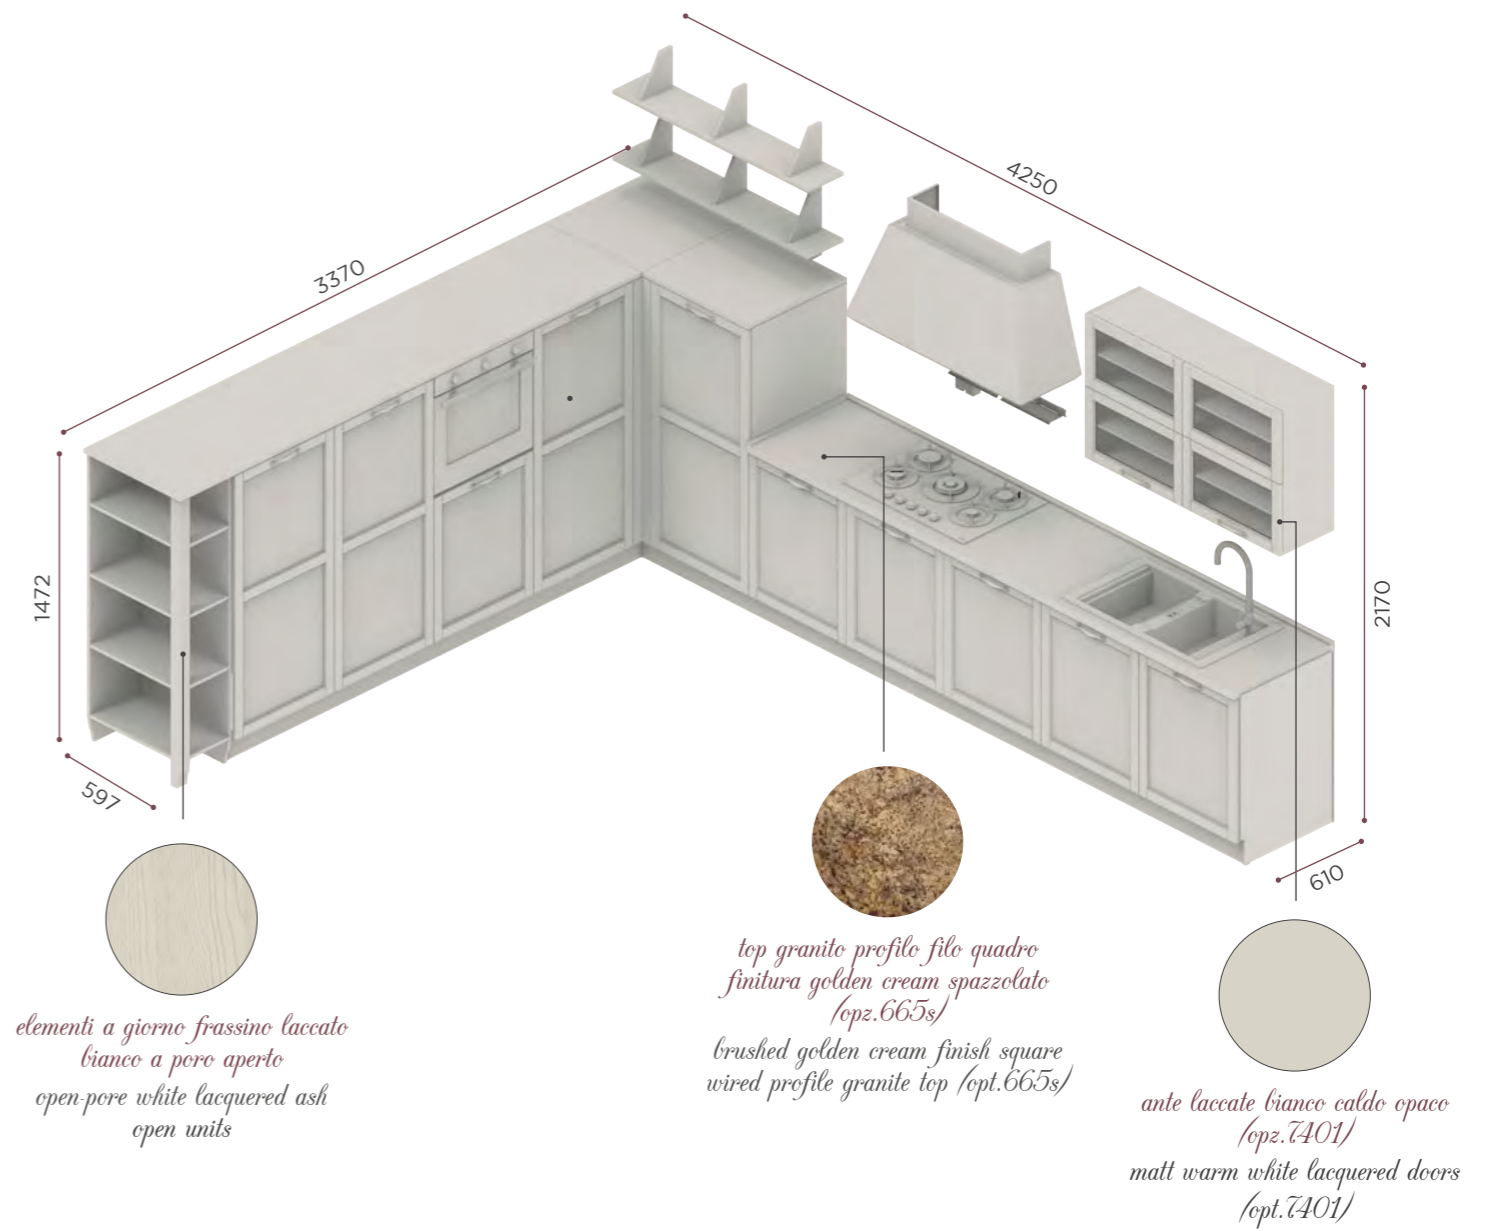 4250
3370
1472
2170
597
610
elementi a giorno frassino laccato
bianco a poro aperto
open-pore white lacquered ash
open units
top granito profilo filo quadro
finitura golden cream spazzolato
(opz.665s)
brushed golden cream finish square
wired profile granite top (opt.665s)
ante laccate bianco caldo opaco
(opz.7401)
matt warm white lacquered doors
(opt.7401)